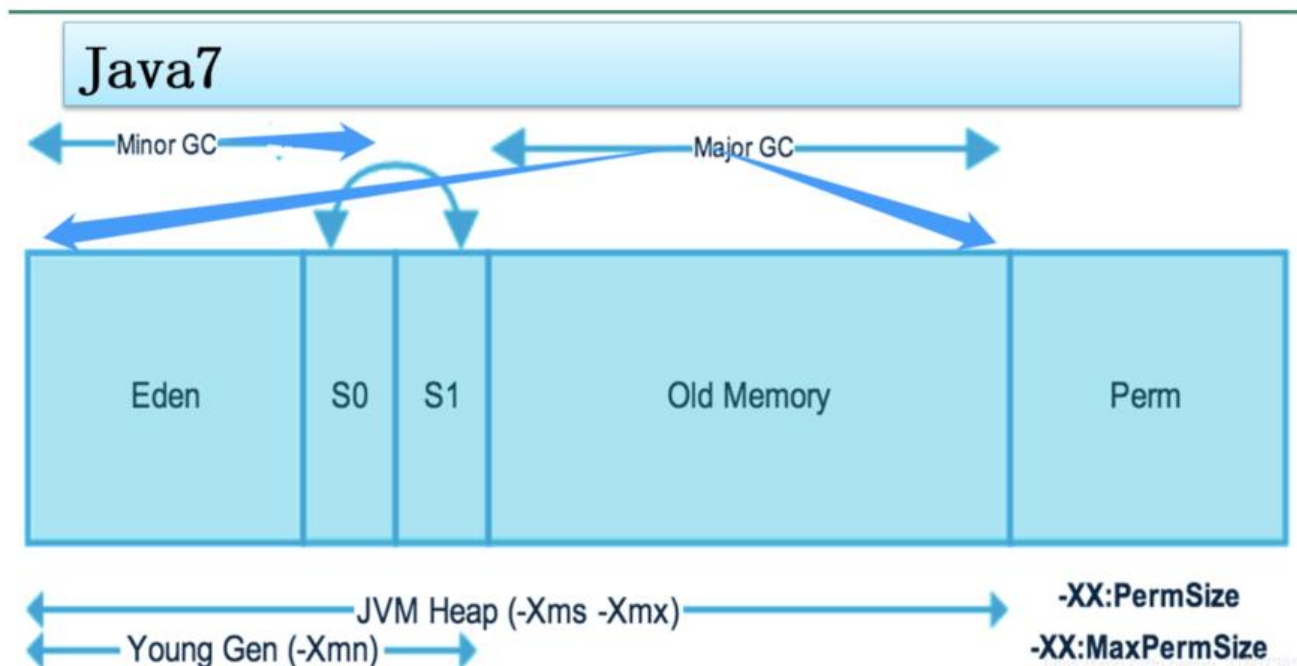 Java7
Minor GC
Major GC
Eden
S0
S1
Old Memory
Perm
JVM Heap (-Xms -Xmx)
-XX:PermSize
Young Gen (-Xmn)
-XX:MaxPermSize